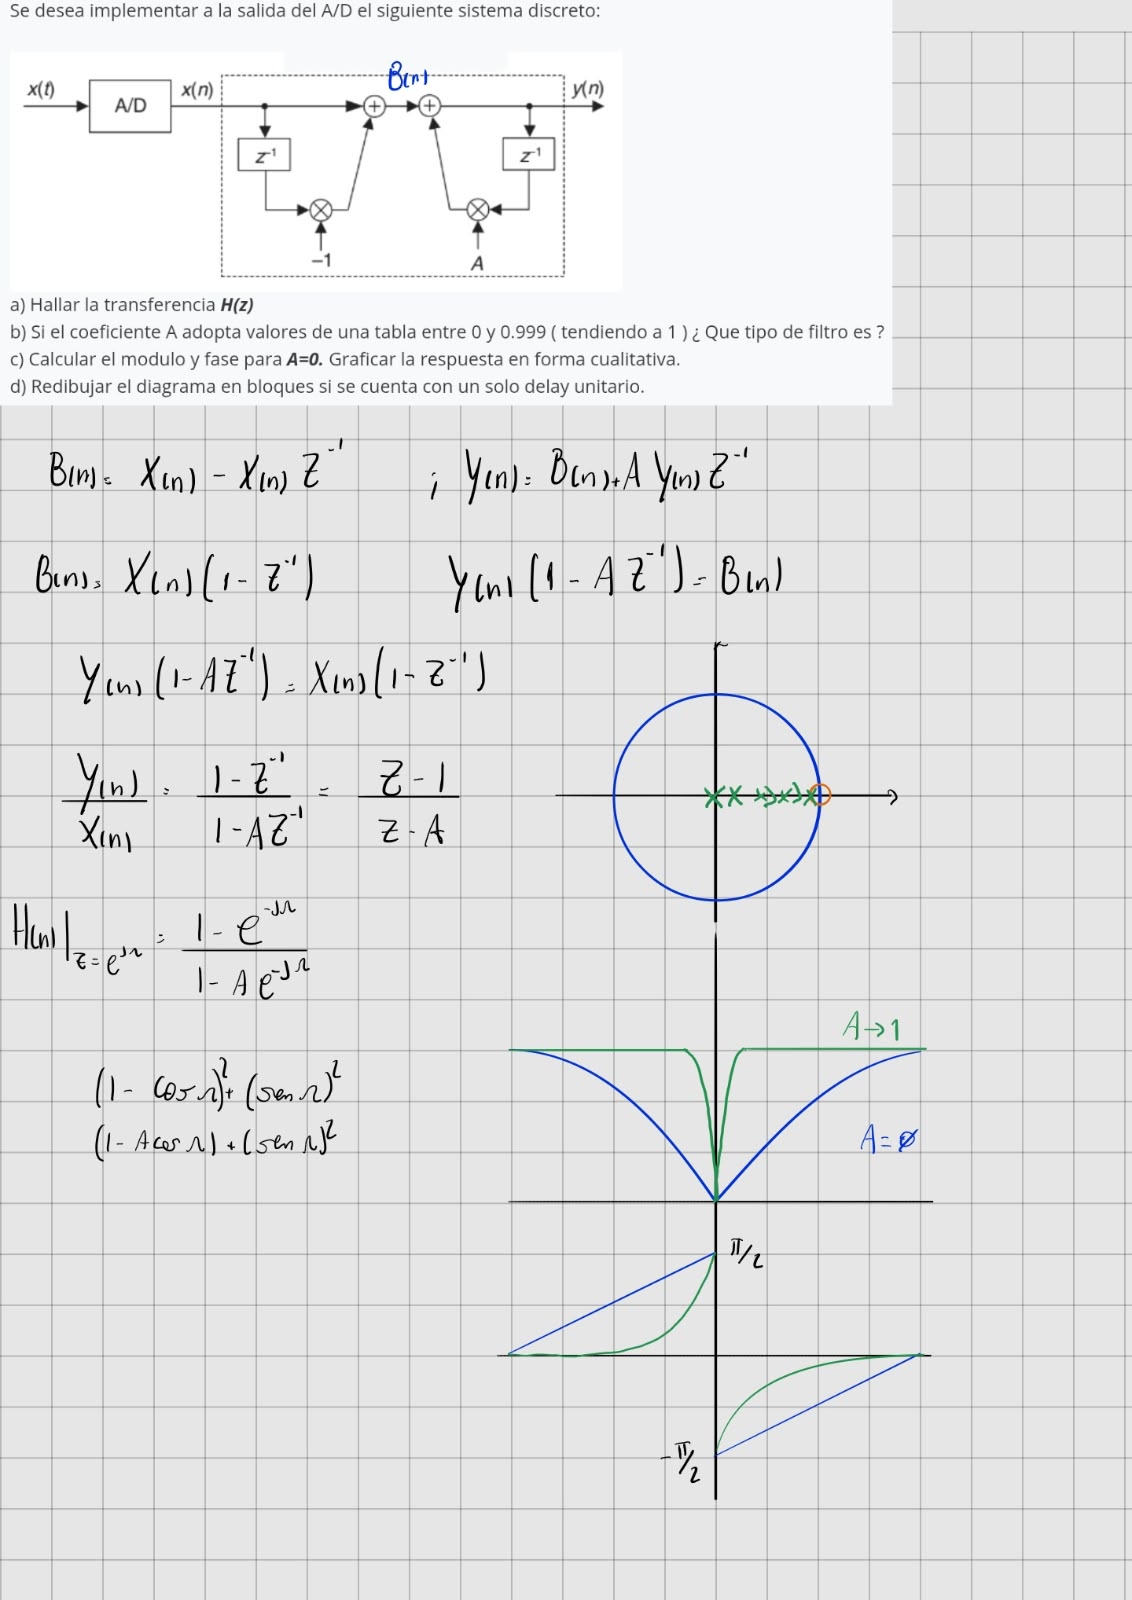 Se desea implementar a la salida del A/D el siguiente sistema discreto:
B(n)
x(t) A/D x(n) + + y(n)
Z⁻¹ Z⁻¹
−1 A
a) Hallar la transferencia H(z)
b) Si el coeficiente A adopta valores de una tabla entre 0 y 0.999 ( tendiendo a 1 ) ¿ Que tipo de filtro es ?
c) Calcular el modulo y fase para A=0. Graficar la respuesta en forma cualitativa.
d) Redibujar el diagrama en bloques si se cuenta con un solo delay unitario.
B(n) = X(n) - X(n) Z⁻¹ ; Y(n) = B(n) + A Y(n) Z⁻¹
B(n) = X(n) (1 - Z⁻¹) Y(n) (1 - A Z⁻¹) = B(n)
Y(n) (1 - AZ⁻¹) = X(n) (1 - Z⁻¹)
Y(n) / X(n) = 1 - Z⁻¹ / 1 - AZ⁻¹ = Z - 1 / Z - A
H(n)|z=e^jΩ = 1 - e^-jΩ / 1 - A e^-jΩ
A→1
(1 - cos Ω)² + (sen Ω)²
(1 - A cos Ω) + (sen Ω)²
A = 0
π/2
-π/2